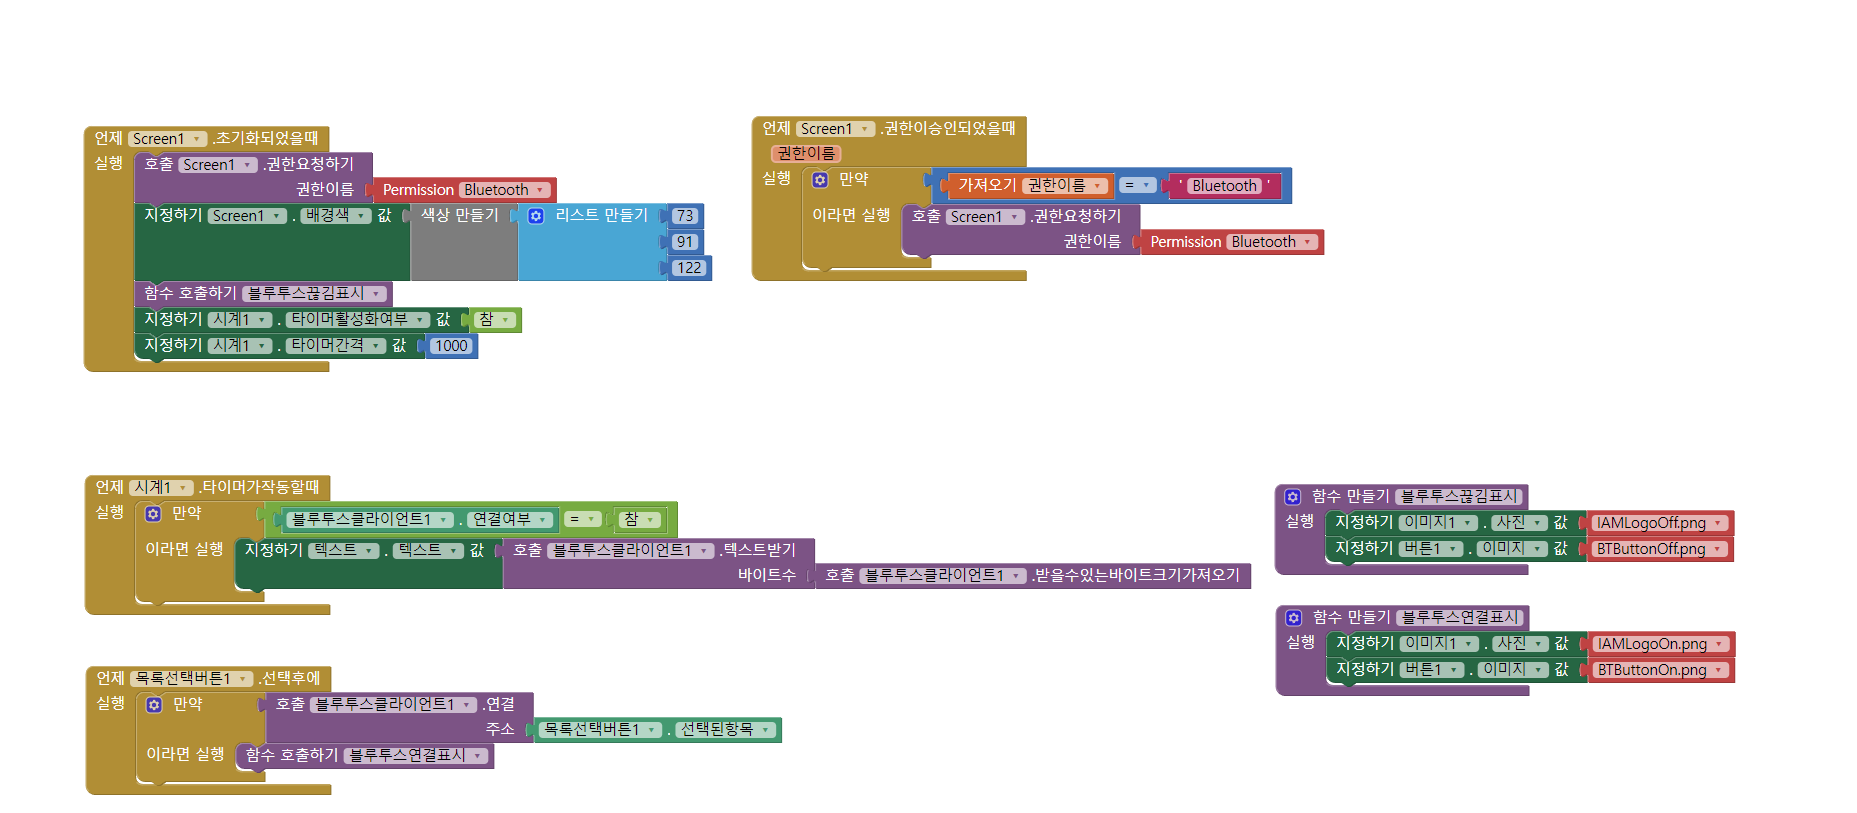 언제 Screen1 .초기화되었을때
실행 호출 Screen1 .권한요청하기
권한이름 Permission Bluetooth
지정하기 Screen1 . 배경색 값 색상 만들기 리스트 만들기 73
91
122
함수 호출하기 블루투스끊김표시
지정하기 시계1 . 타이머활성화여부 값 참
지정하기 시계1 . 타이머간격 값 1000
언제 Screen1 .권한이승인되었을때
권한이름
실행 만약 가져오기 권한이름 = ' Bluetooth '
이라면 실행 호출 Screen1 .권한요청하기
권한이름 Permission Bluetooth
언제 시계1 .타이머가작동할때
실행 만약 블루투스클라이언트1 . 연결여부 = 참
이라면 실행 지정하기 텍스트 . 텍스트 값 호출 블루투스클라이언트1 .텍스트받기
바이트수 호출 블루투스클라이언트1 .받을수있는바이트크기가져오기
언제 목록선택버튼1 .선택후에
실행 만약 호출 블루투스클라이언트1 .연결
주소 목록선택버튼1 . 선택된항목
이라면 실행 함수 호출하기 블루투스연결표시
함수 만들기 블루투스끊김표시
실행 지정하기 이미지1 . 사진 값 IAMLogoOff.png
지정하기 버튼1 . 이미지 값 BTButtonOff.png
함수 만들기 블루투스연결표시
실행 지정하기 이미지1 . 사진 값 IAMLogoOn.png
지정하기 버튼1 . 이미지 값 BTButtonOn.png